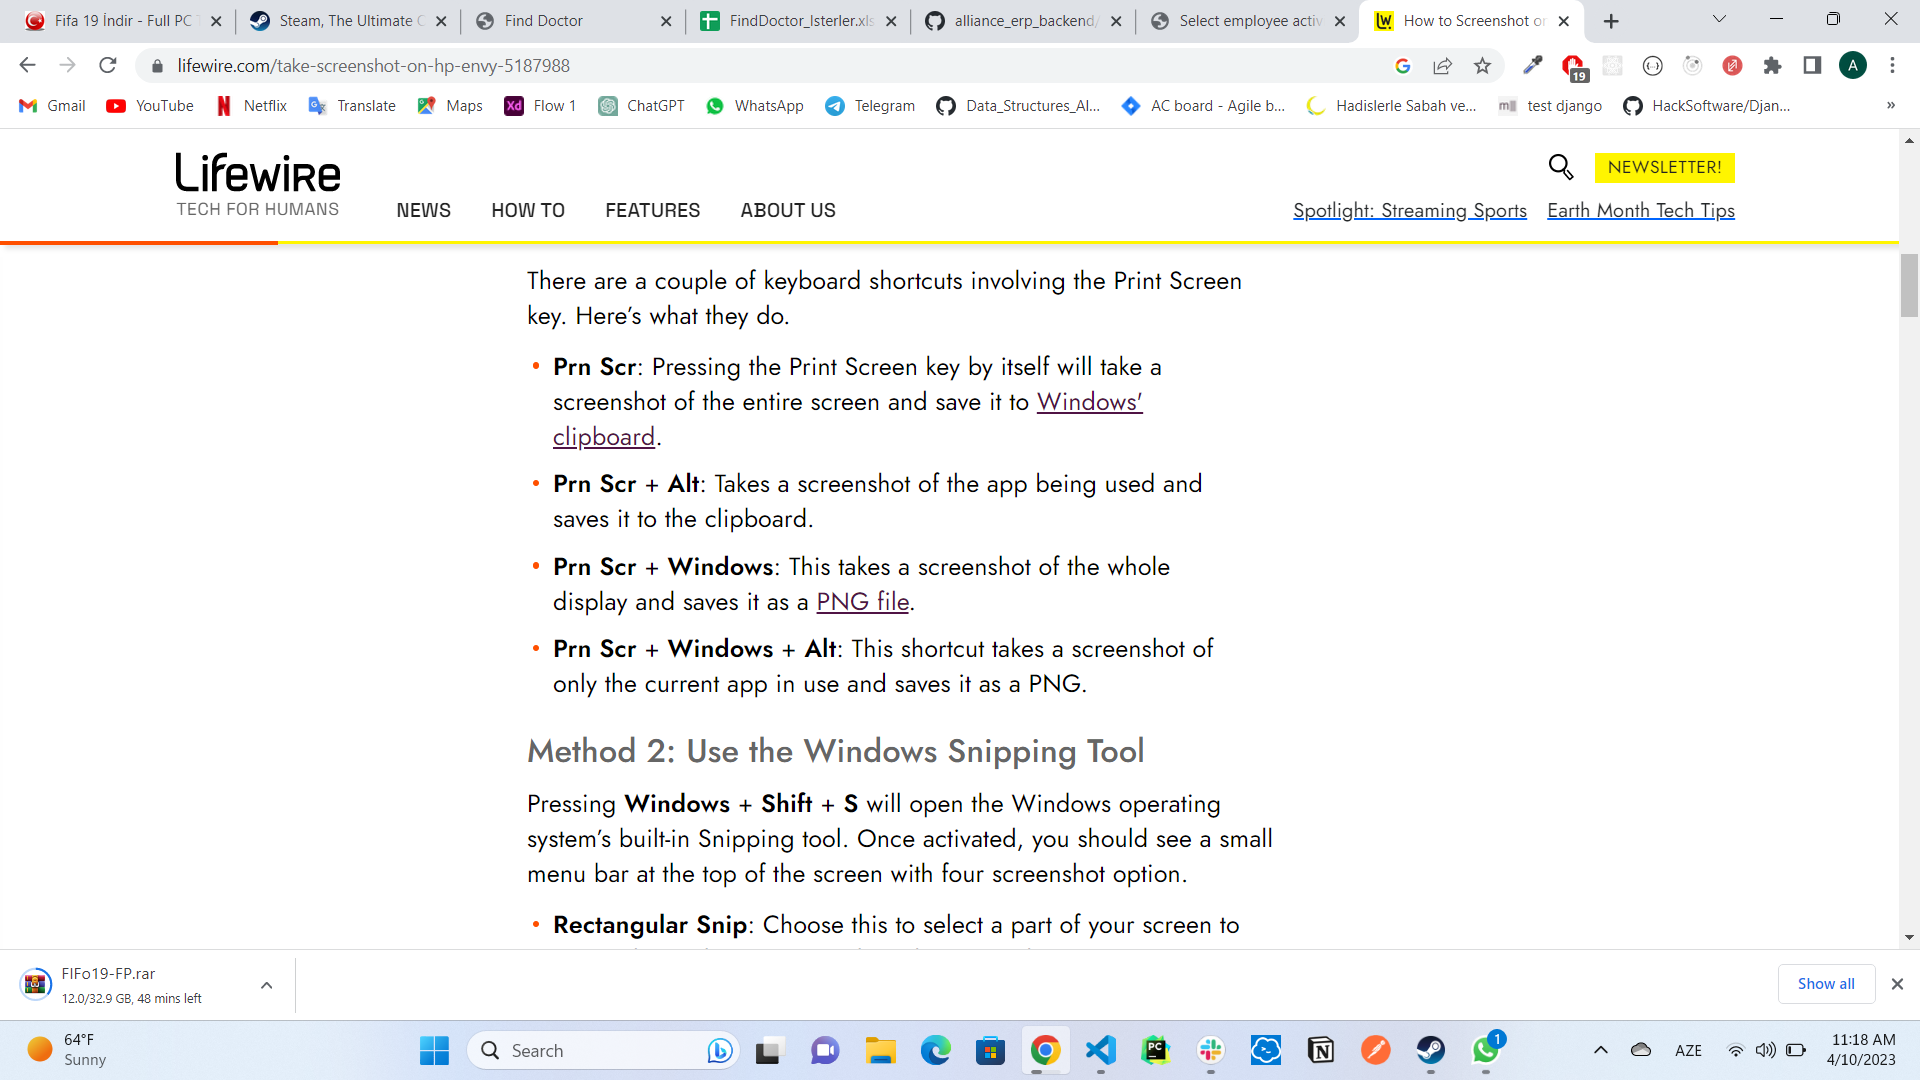 Fifa 19 İndir - Full PC
Steam, The Ultimate
Find Doctor
FindDoctor_Isterler.xls
alliance_erp_backend/
Select employee activ
How to Screenshot or
lifewire.com/take-screenshot-on-hp-envy-5187988
19
A
Gmail
YouTube
Netflix
Translate
Maps
Xd Flow 1
ChatGPT
WhatsApp
Telegram
Data_Structures_Al...
AC board - Agile b...
Hadislerle Sabah ve...
test django
HackSoftware/Djan...
»
Lifewire
TECH FOR HUMANS
NEWS
HOW TO
FEATURES
ABOUT US
NEWSLETTER!
Spotlight: Streaming Sports
Earth Month Tech Tips
There are a couple of keyboard shortcuts involving the Print Screen
key. Here’s what they do.
• Prn Scr: Pressing the Print Screen key by itself will take a
screenshot of the entire screen and save it to Windows'
clipboard.
• Prn Scr + Alt: Takes a screenshot of the app being used and
saves it to the clipboard.
• Prn Scr + Windows: This takes a screenshot of the whole
display and saves it as a PNG file.
• Prn Scr + Windows + Alt: This shortcut takes a screenshot of
only the current app in use and saves it as a PNG.
Method 2: Use the Windows Snipping Tool
Pressing Windows + Shift + S will open the Windows operating
system’s built-in Snipping tool. Once activated, you should see a small
menu bar at the top of the screen with four screenshot option.
• Rectangular Snip: Choose this to select a part of your screen to
FIFo19-FP.rar
12.0/32.9 GB, 48 mins left
Show all
64°F
Sunny
Search
PC
1
AZE
11:18 AM
4/10/2023